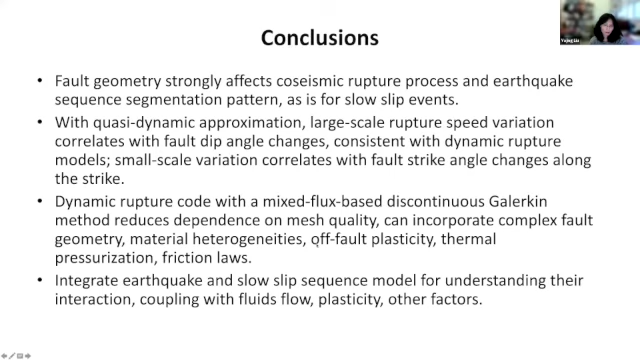 Conclusions
• Fault geometry strongly affects coseismic rupture process and earthquake
sequence segmentation pattern, as is for slow slip events.
• With quasi-dynamic approximation, large-scale rupture speed variation
correlates with fault dip angle changes, consistent with dynamic rupture
models; small-scale variation correlates with fault strike angle changes along
the strike.
• Dynamic rupture code with a mixed-flux-based discontinuous Galerkin
method reduces dependence on mesh quality, can incorporate complex fault
geometry, material heterogeneities, off-fault plasticity, thermal
pressurization, friction laws.
• Integrate earthquake and slow slip sequence model for understanding their
interaction, coupling with fluids flow, plasticity, other factors.